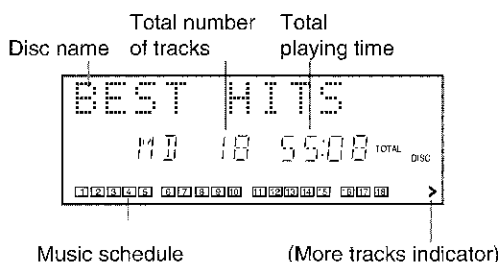 Disc name
Total number of tracks
Total playing time
BEST HITS
MD 18 55:08 TOTAL DISC
1 2 3 4 5 6 7 8 9 10 11 12 13 14 15 16 17 18 >
Music schedule
(More tracks indicator)